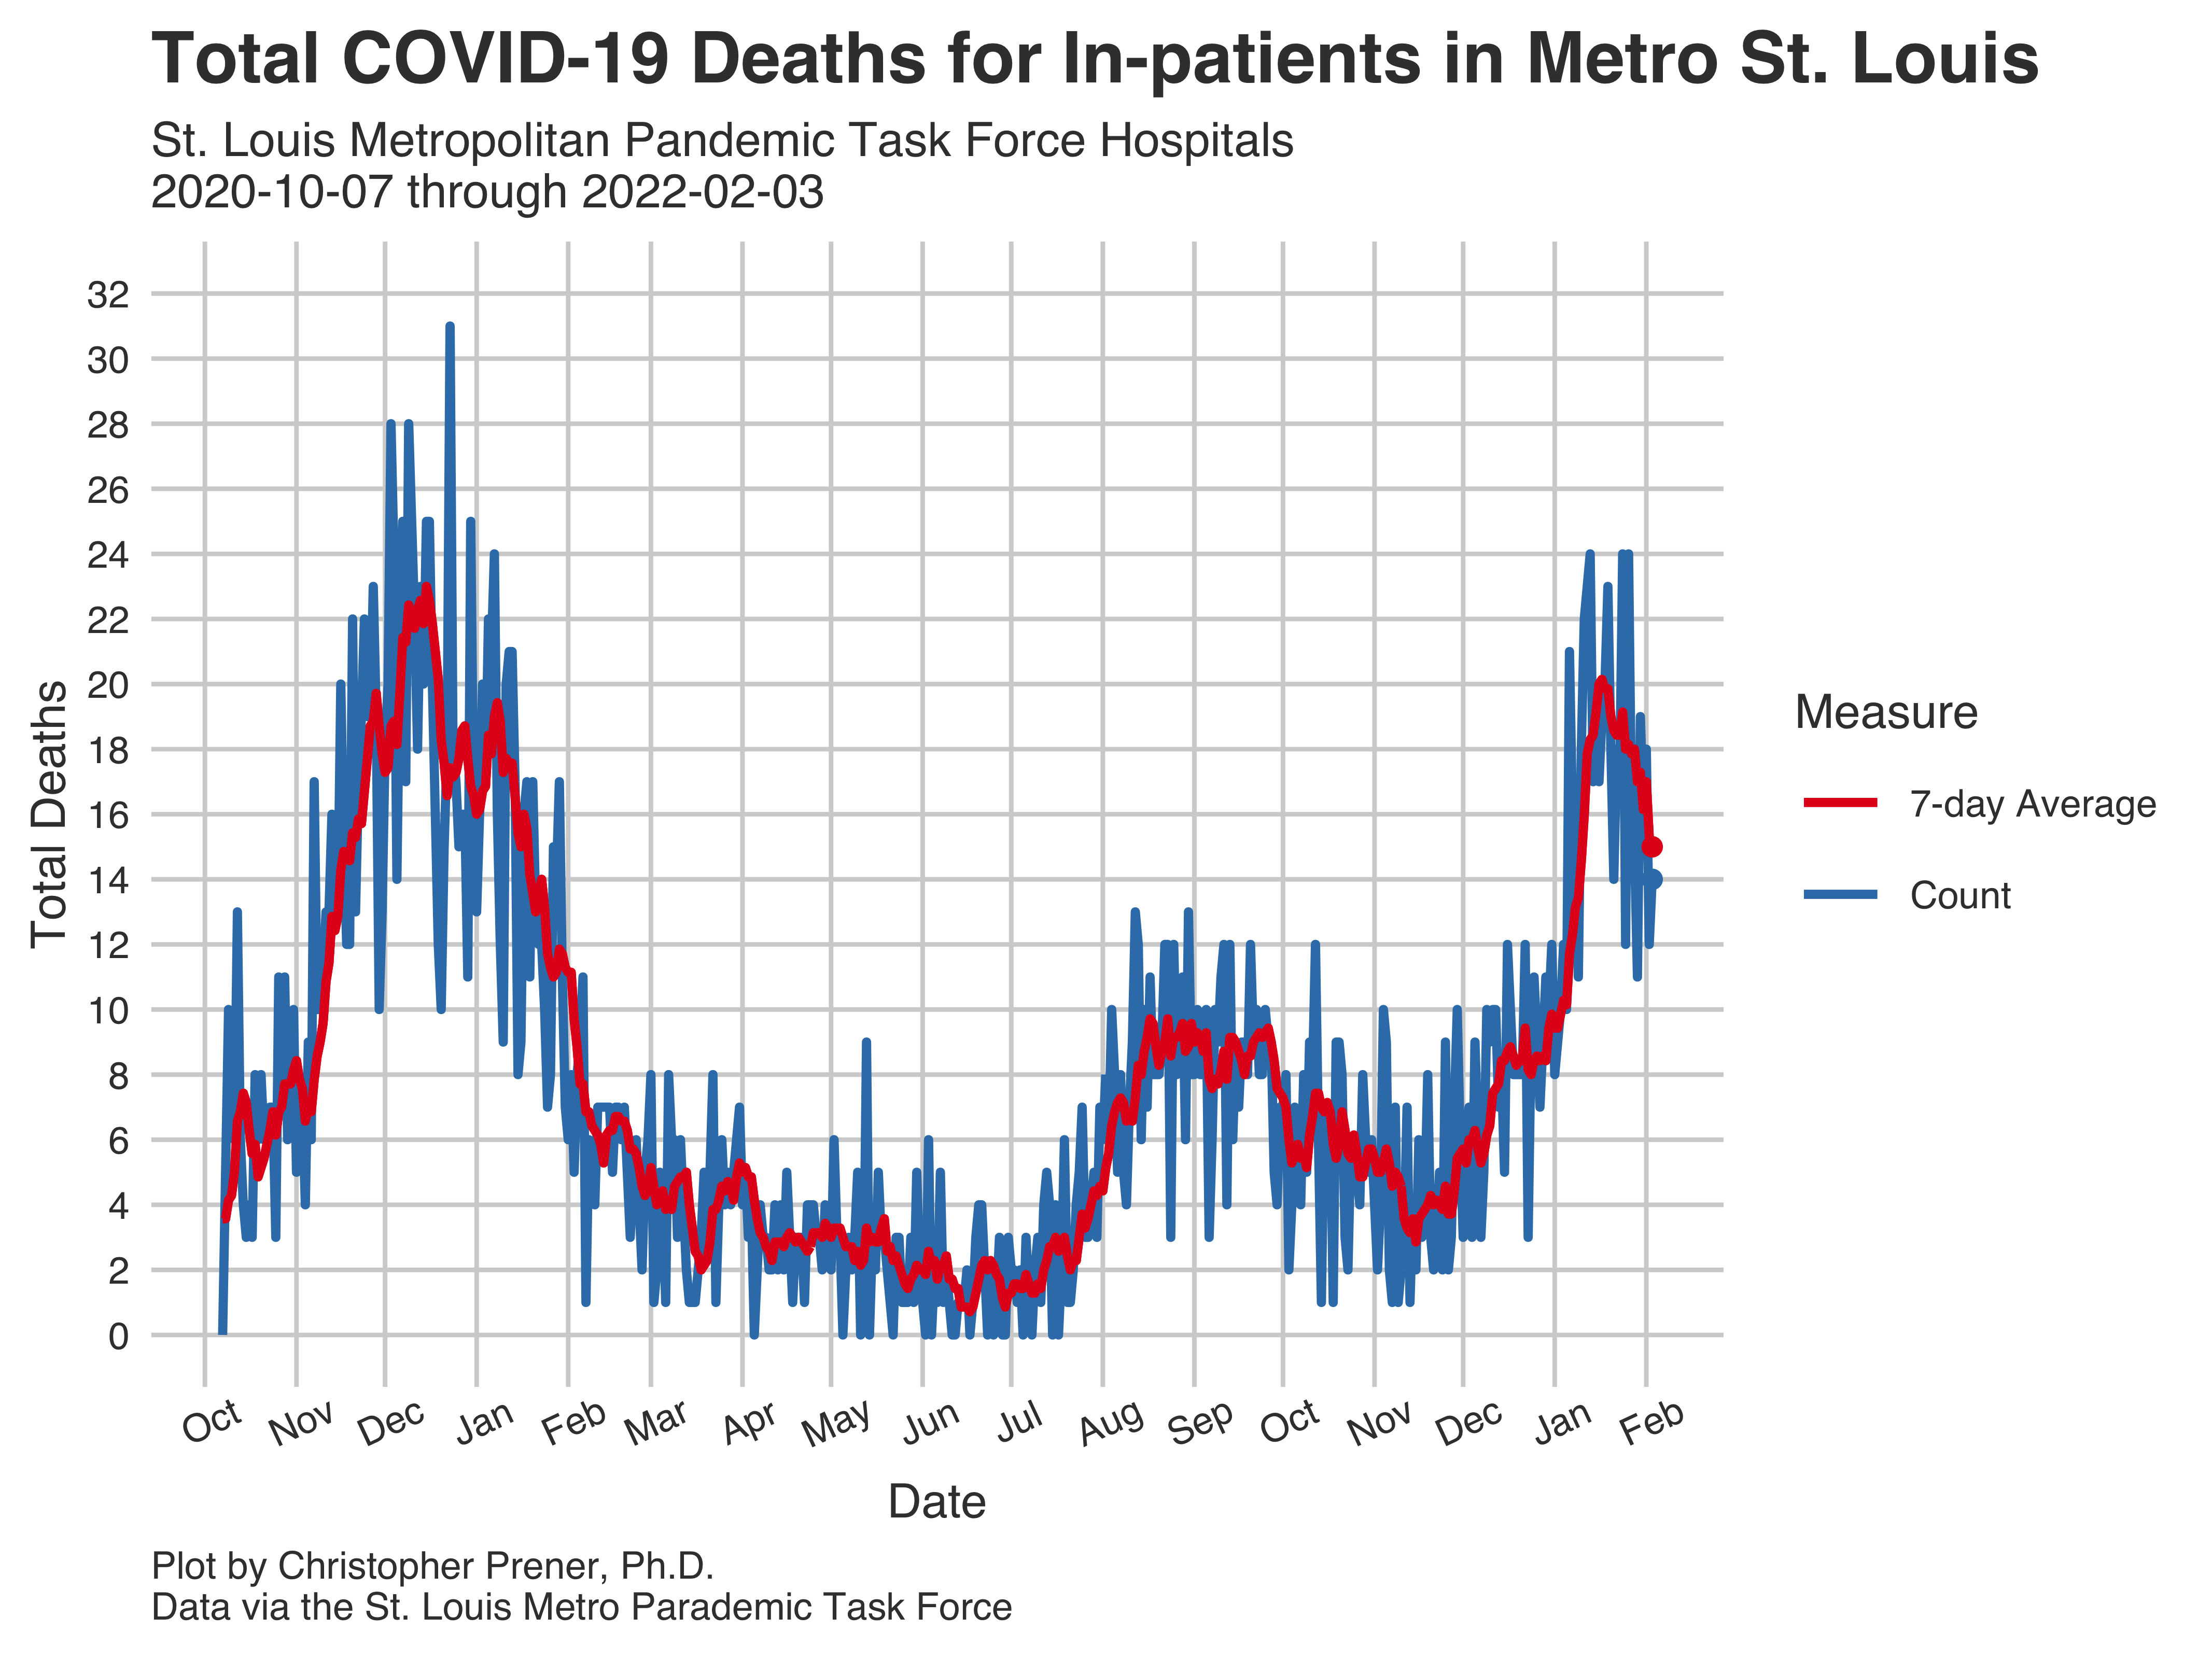 Total COVID-19 Deaths for In-patients in Metro St. Louis
St. Louis Metropolitan Pandemic Task Force Hospitals
2020-10-07 through 2022-02-03
32
30
28
26
24
22
20
18
16
14
12
10
8
6
4
2
0
Total Deaths
Oct Nov Dec Jan Feb Mar Apr May Jun Jul Aug Sep Oct Nov Dec Jan Feb
Date
Measure
7-day Average
Count
Plot by Christopher Prener, Ph.D.
Data via the St. Louis Metro Parademic Task Force